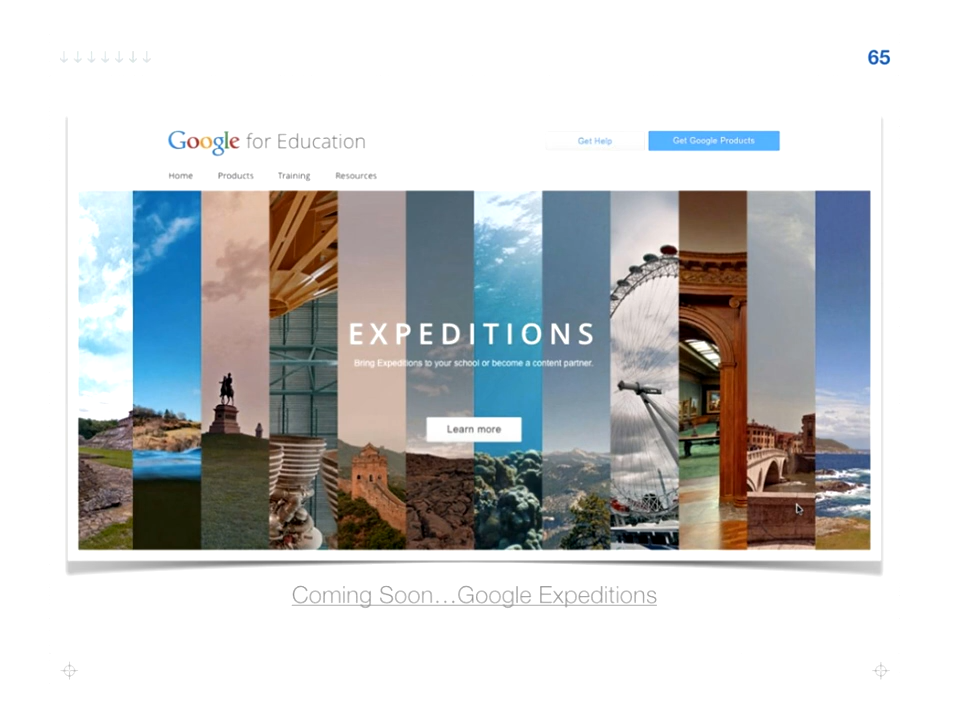 65
Google for Education
Get Help
Get Google Products
Home Products Training Resources
EXPEDITIONS
Bring Expeditions to your school or become a content partner.
Learn more
Coming Soon…Google Expeditions